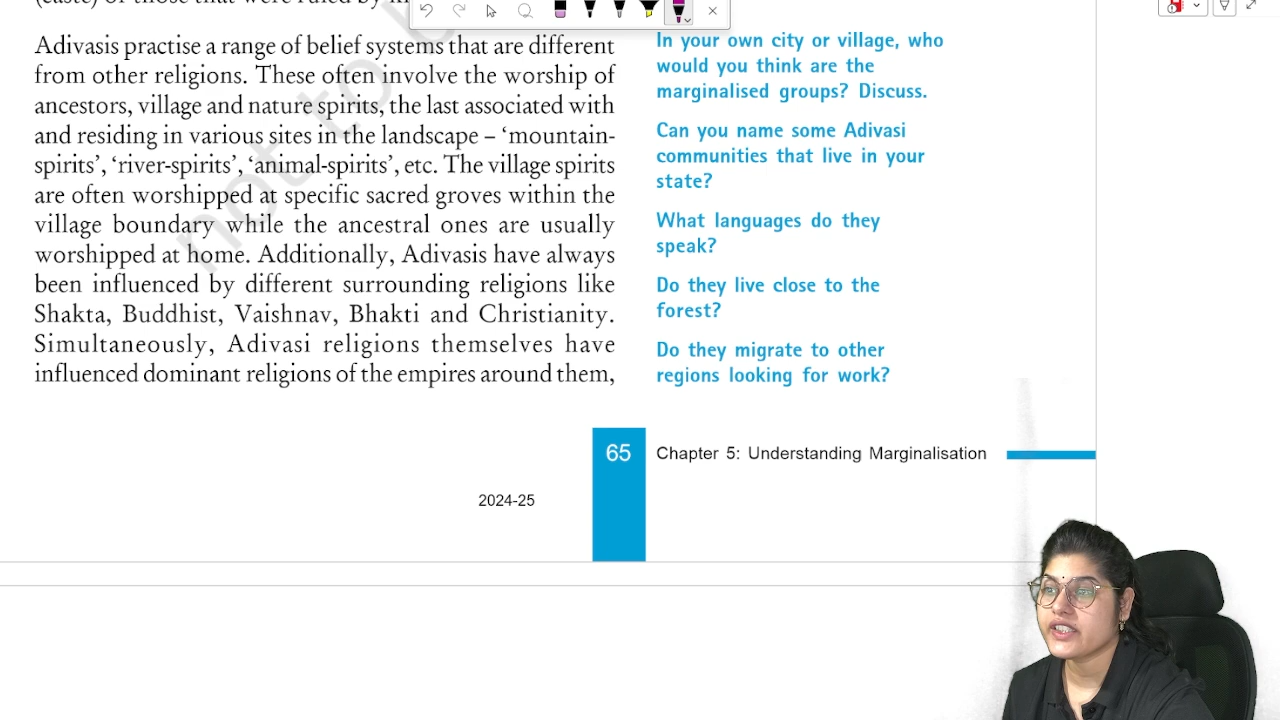 Adivasis practise a range of belief systems that are different
from other religions. These often involve the worship of
ancestors, village and nature spirits, the last associated with
and residing in various sites in the landscape – ‘mountain-
spirits’, ‘river-spirits’, ‘animal-spirits’, etc. The village spirits
are often worshipped at specific sacred groves within the
village boundary while the ancestral ones are usually
worshipped at home. Additionally, Adivasis have always
been influenced by different surrounding religions like
Shakta, Buddhist, Vaishnav, Bhakti and Christianity.
Simultaneously, Adivasi religions themselves have
influenced dominant religions of the empires around them,
In your own city or village, who
would you think are the
marginalised groups? Discuss.
Can you name some Adivasi
communities that live in your
state?
What languages do they
speak?
Do they live close to the
forest?
Do they migrate to other
regions looking for work?
65
Chapter 5: Understanding Marginalisation
2024-25
not to